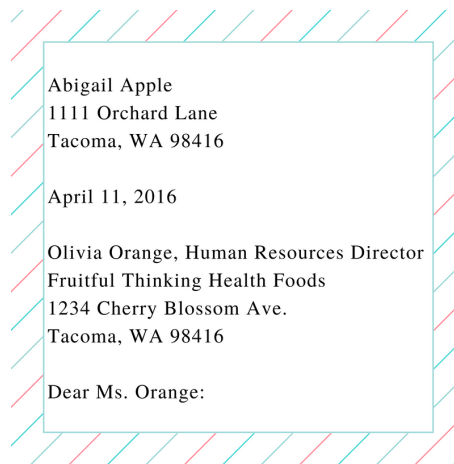 Abigail Apple
1111 Orchard Lane
Tacoma, WA 98416
April 11, 2016
Olivia Orange, Human Resources Director
Fruitful Thinking Health Foods
1234 Cherry Blossom Ave.
Tacoma, WA 98416
Dear Ms. Orange: